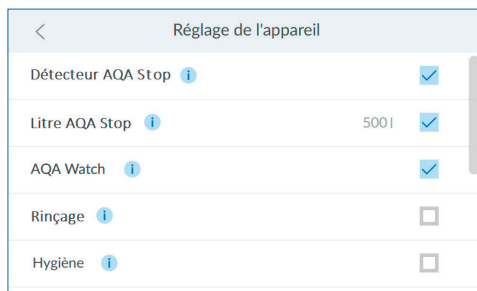 Réglage de l'appareil
Détecteur AQA Stop i
Litre AQA Stop i 500 l
AQA Watch i
Rinçage i
Hygiène i